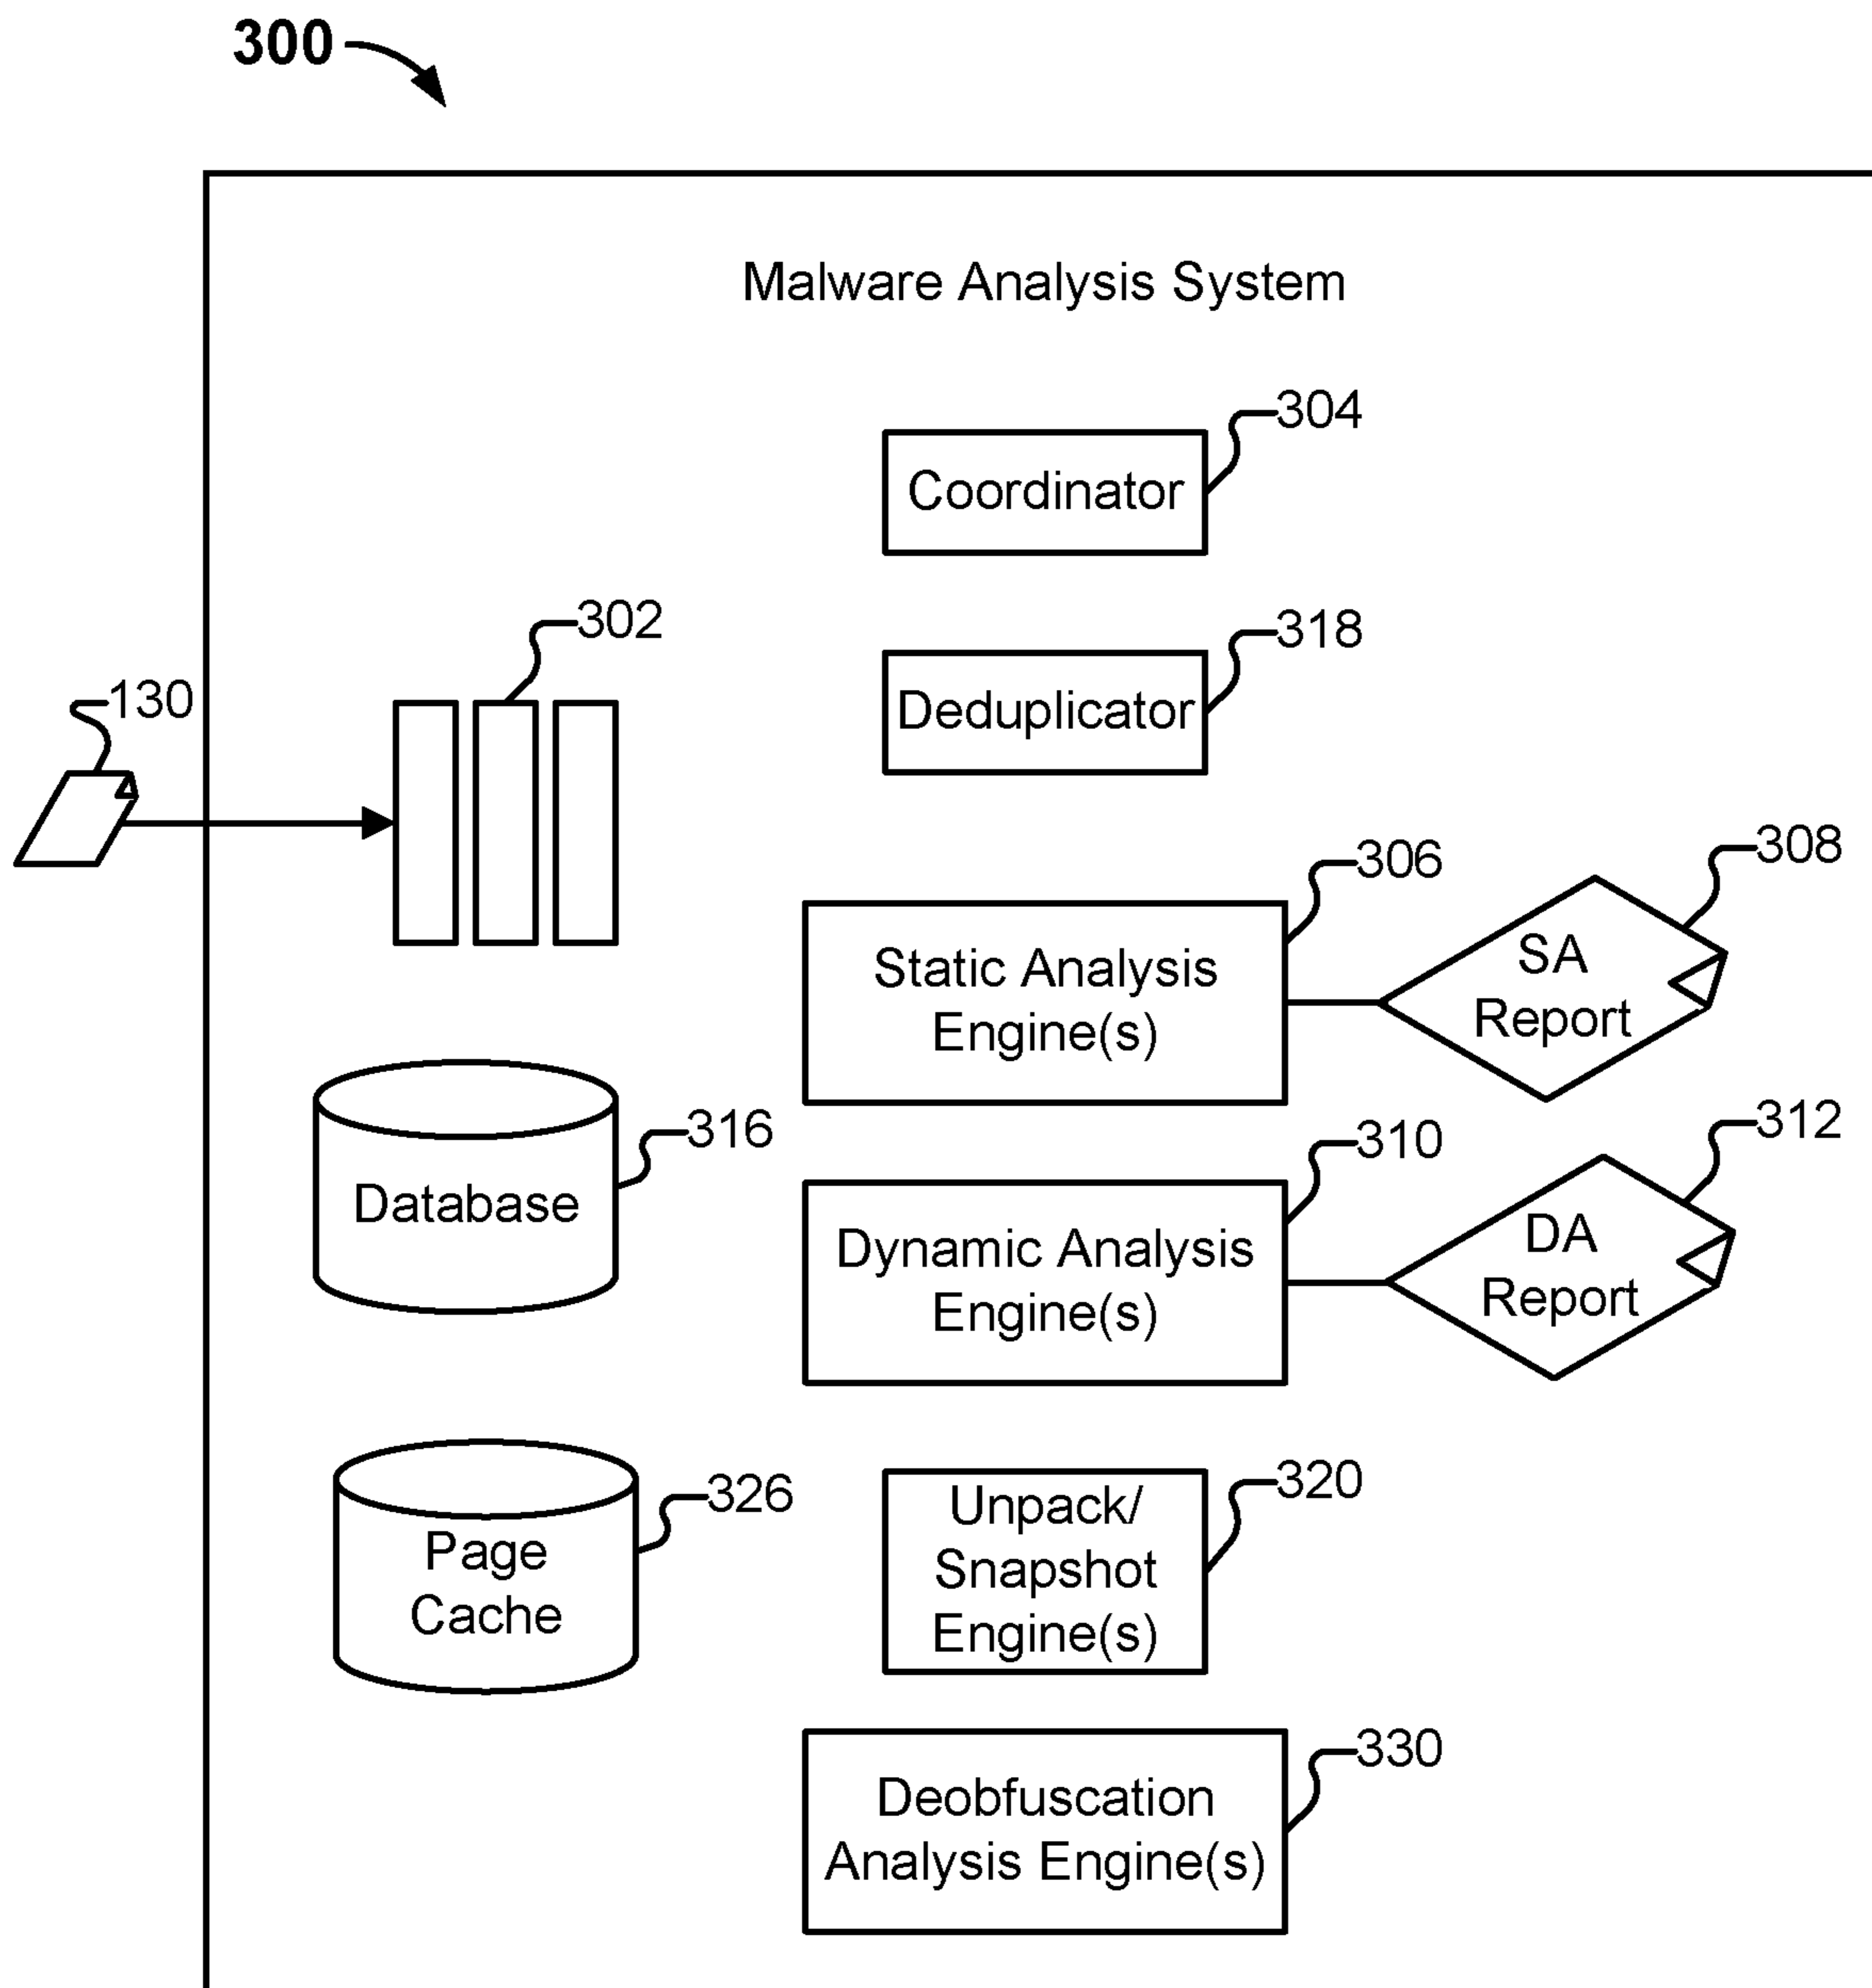 300
Malware Analysis System
304
Coordinator
302
318
130
Deduplicator
306
308
Static Analysis
Engine(s)
SA
Report
316
Database
310
312
Dynamic Analysis
Engine(s)
DA
Report
326
Page
Cache
320
Unpack/
Snapshot
Engine(s)
330
Deobfuscation
Analysis Engine(s)